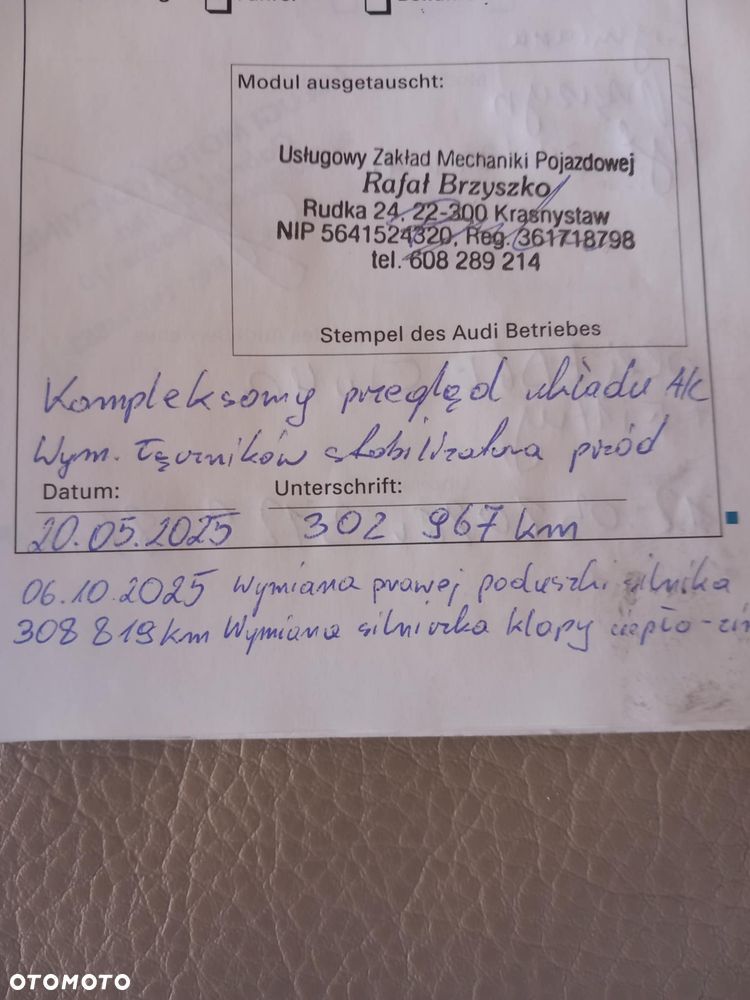 Modul ausgetauscht:
Usługowy Zakład Mechaniki Pojazdowej
Rafał Brzyszko
Rudka 24, 22-300 Krasnystaw
NIP 5641524320, Reg. 361718798
tel. 608 289 214
Stempel des Audi Betriebes
Kompleksowy przegląd układu A/C
Wym. łączników stabilizatora przód
Datum: Unterschrift:
20.05.2025 302 967 km
06.10.2025 Wymiana prawej poduszki silnika
308 819 km Wymiana silniczka klapy ciepło-zi
OTOMOTO